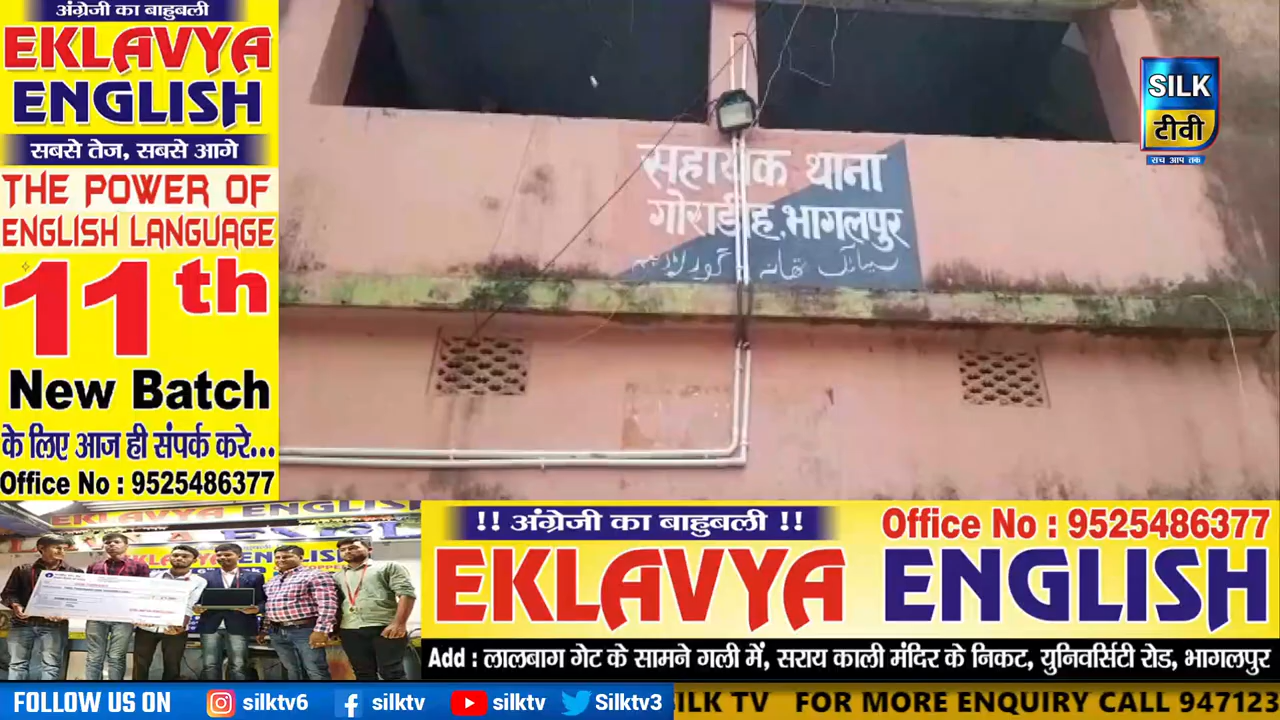 अंग्रेजी का बाहुबली
EKLAVYA
ENGLISH
सबसे तेज, सबसे आगे
THE POWER OF
ENGLISH LANGUAGE
11th
New Batch
के लिए आज ही संपर्क करे...
Office No : 9525486377
सहायक थाना
गोराडीह, भागलपुर
SILK
टीवी
सच आप तक
!! अंग्रेजी का बाहुबली !!
Office No : 9525486377
EKLAVYA ENGLISH
Add : लालबाग गेट के सामने गली में, सराय काली मंदिर के निकट, युनिवर्सिटी रोड, भागलपुर
FOLLOW US ON silktv6 silktv silktv Silktv3 SILK TV FOR MORE ENQUIRY CALL 947123